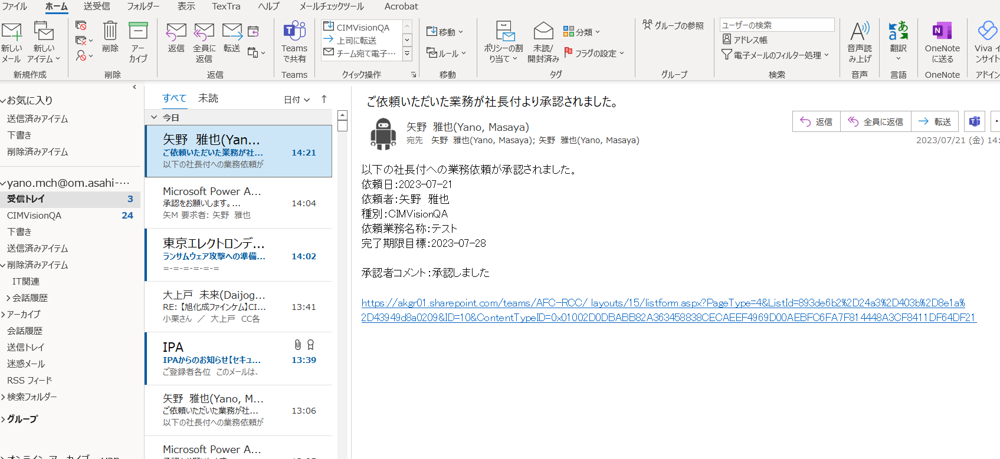 ファイル ホーム 送受信 フォルダー 表示 TexTra ヘルプ メールチェックツール Acrobat
新しい
メール
新しい
アイテム
新規作成
削除
アー
カイブ
削除
返信
全員に
返信
転送
返信
Teams
で共有
Teams
CIMVisionQA
上司に転送
チーム宛て電子…
クイック操作
移動
ルール
移動
ポリシーの割
り当て
未読/
開封済み
分類
フラグの設定
タグ
グループの参照
グループ
ユーザーの検索
アドレス帳
電子メールのフィルター処理
検索
音声読
み上げ
音声
翻訳
言語
OneNote
に送る
OneNote
Viva イ
ンサイト
アドイン
お気に入り
送信済みアイテム
下書き
削除済みアイテム
yano.mch@om.asahi-…
受信トレイ 3
CIMVisionQA 24
下書き
送信済みアイテム
削除済みアイテム
IT関連
会話履歴
アーカイブ
会話履歴
送信トレイ
迷惑メール
RSS フィード
検索フォルダー
グループ
すべて 未読 日付
今日
矢野 雅也(Yan...
ご依頼いただいた業務が社... 14:21
以下の社長付への業務依頼が
Microsoft Power A...
承認をお願いします。... 14:04
矢M 要求者: 矢野 雅也
東京エレクトロンデ...
ランサムウェア攻撃への準備... 14:02
=-=-=-=-=-=
大上戸 未来(Daijog...
RE: 【旭化成ファインケム】CI... 13:41
小栗さん ／ 大上戸 CC各
IPA
IPAからのお知らせ【セキュ... 13:39
ご登録者各位 このメールは、
矢野 雅也(Yano, M...
ご依頼いただいた業務が社... 13:06
以下の社長付への業務依頼が
Microsoft Power A...
ご依頼いただいた業務が社長付より承認されました。
矢野 雅也(Yano, Masaya)
宛先 矢野 雅也(Yano, Masaya); 矢野 雅也(Yano, Masaya)
返信 全員に返信 転送
2023/07/21 (金) 14:
以下の社長付への業務依頼が承認されました。
依頼日:2023-07-21
依頼者:矢野 雅也
種別:CIMVisionQA
依頼業務名称:テスト
完了期限目標:2023-07-28
承認者コメント:承認しました
https://akgr01.sharepoint.com/teams/AFC-RCC/_layouts/15/listform.aspx?PageType=4&ListId=893de6b2%2D24a3%2D403b%2D8e1a%
2D43949d8a0209&ID=10&ContentTypeID=0x01002D0DBABB82A363458838CECAEEF4969D00AEBFC6FA7F814448A3CF8411DF64DF21